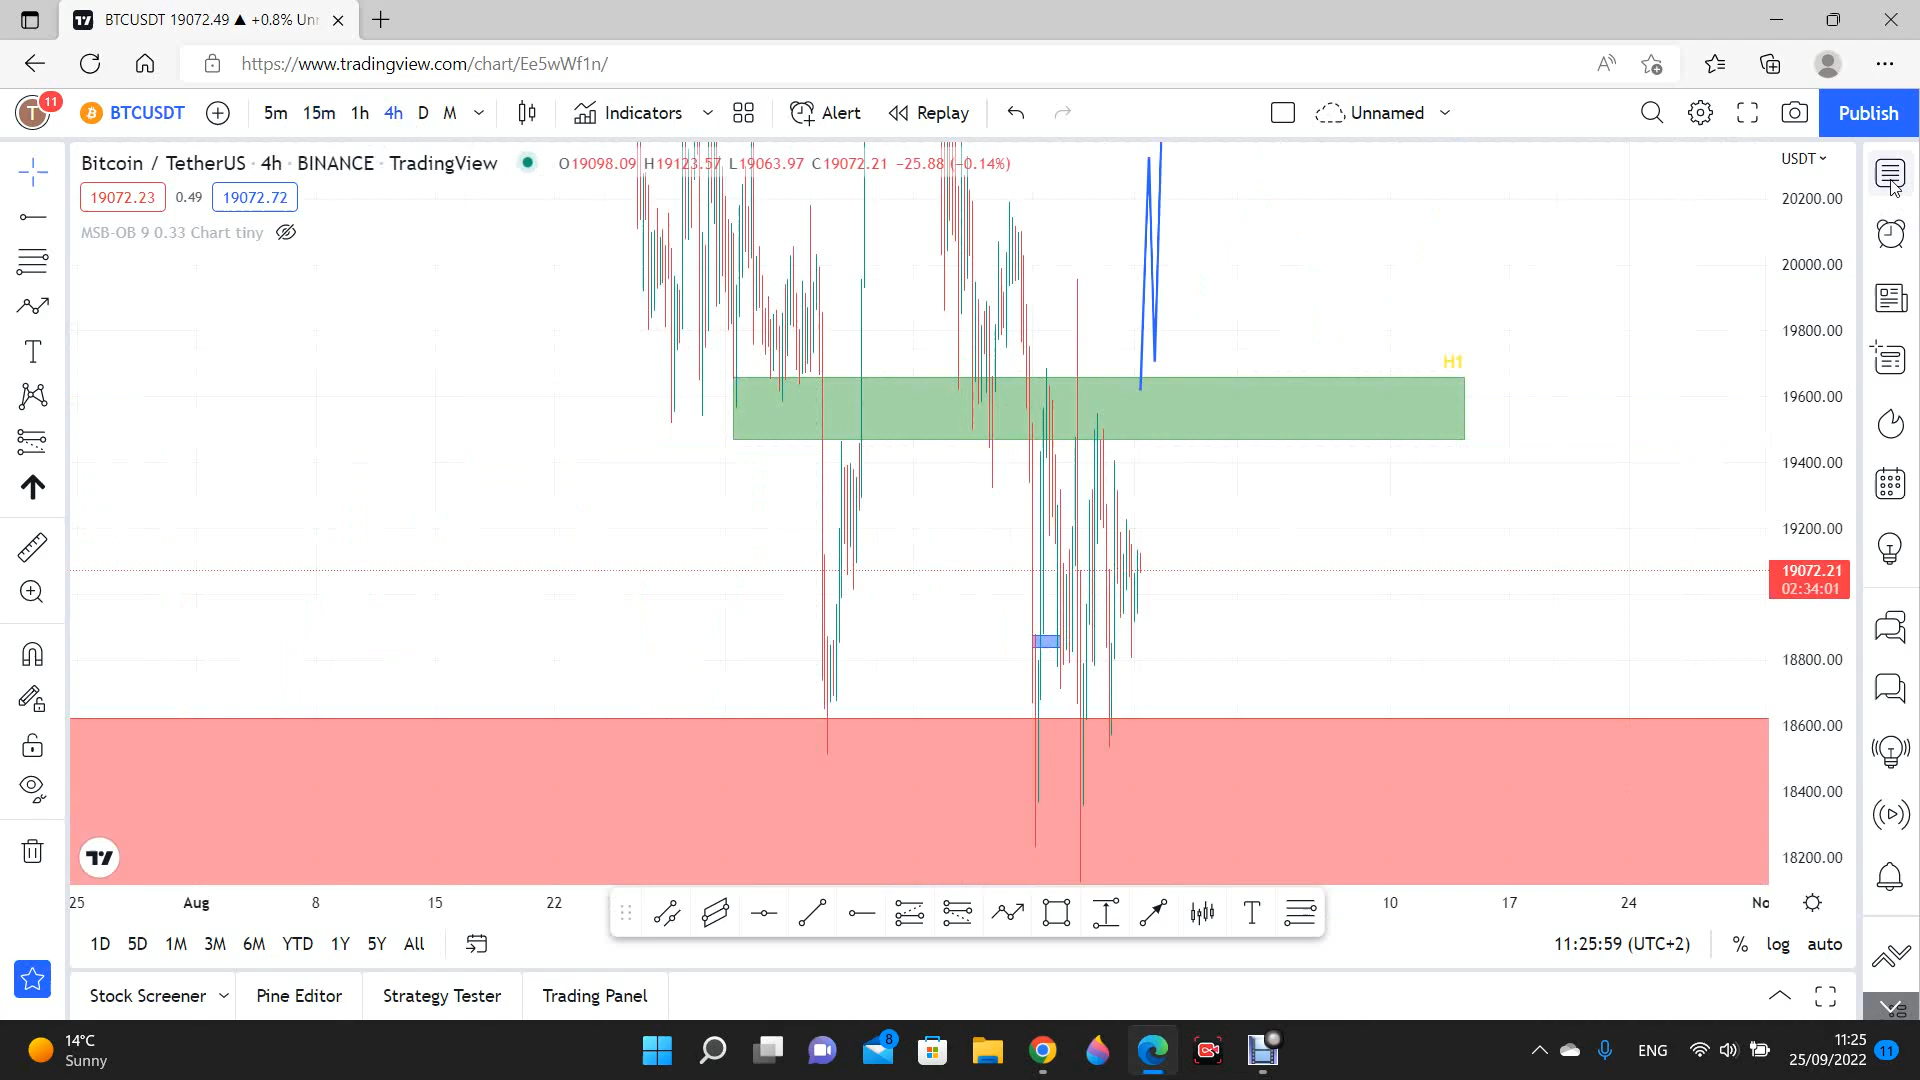 BTCUSDT 19072.49 ▲ +0.8% Un
https://www.tradingview.com/chart/Ee5wWf1n/
T 11 BTCUSDT 5m 15m 1h 4h D M Indicators Alert Replay Unnamed Publish
Bitcoin / TetherUS · 4h · BINANCE · TradingView O19098.09 H19123.57 L19063.97 C19072.21 −25.88 (−0.14%)
USDT
19072.23 0.49 19072.72
MSB-OB 9 0.33 Chart tiny
20200.00
20000.00
19800.00
H1
19600.00
19400.00
19200.00
19072.21
02:34:01
18800.00
18600.00
18400.00
18200.00
25 Aug 8 15 22 10 17 24 No
1D 5D 1M 3M 6M YTD 1Y 5Y All 11:25:59 (UTC+2) % log auto
Stock Screener Pine Editor Strategy Tester Trading Panel
14°C
Sunny
8
ENG
11:25
25/09/2022
11